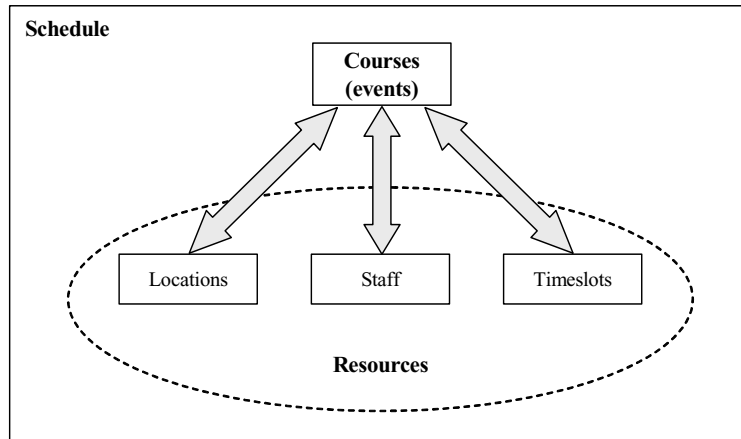 Schedule
Courses
(events)
Locations
Staff
Timeslots
Resources